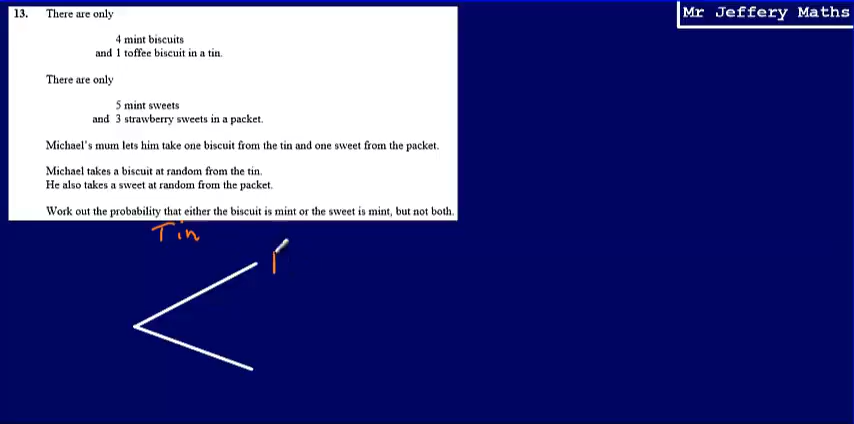 Mr Jeffery Maths
13. There are only
4 mint biscuits
and 1 toffee biscuit in a tin.
There are only
5 mint sweets
and 3 strawberry sweets in a packet.
Michael's mum lets him take one biscuit from the tin and one sweet from the packet.
Michael takes a biscuit at random from the tin.
He also takes a sweet at random from the packet.
Work out the probability that either the biscuit is mint or the sweet is mint, but not both.
Tin